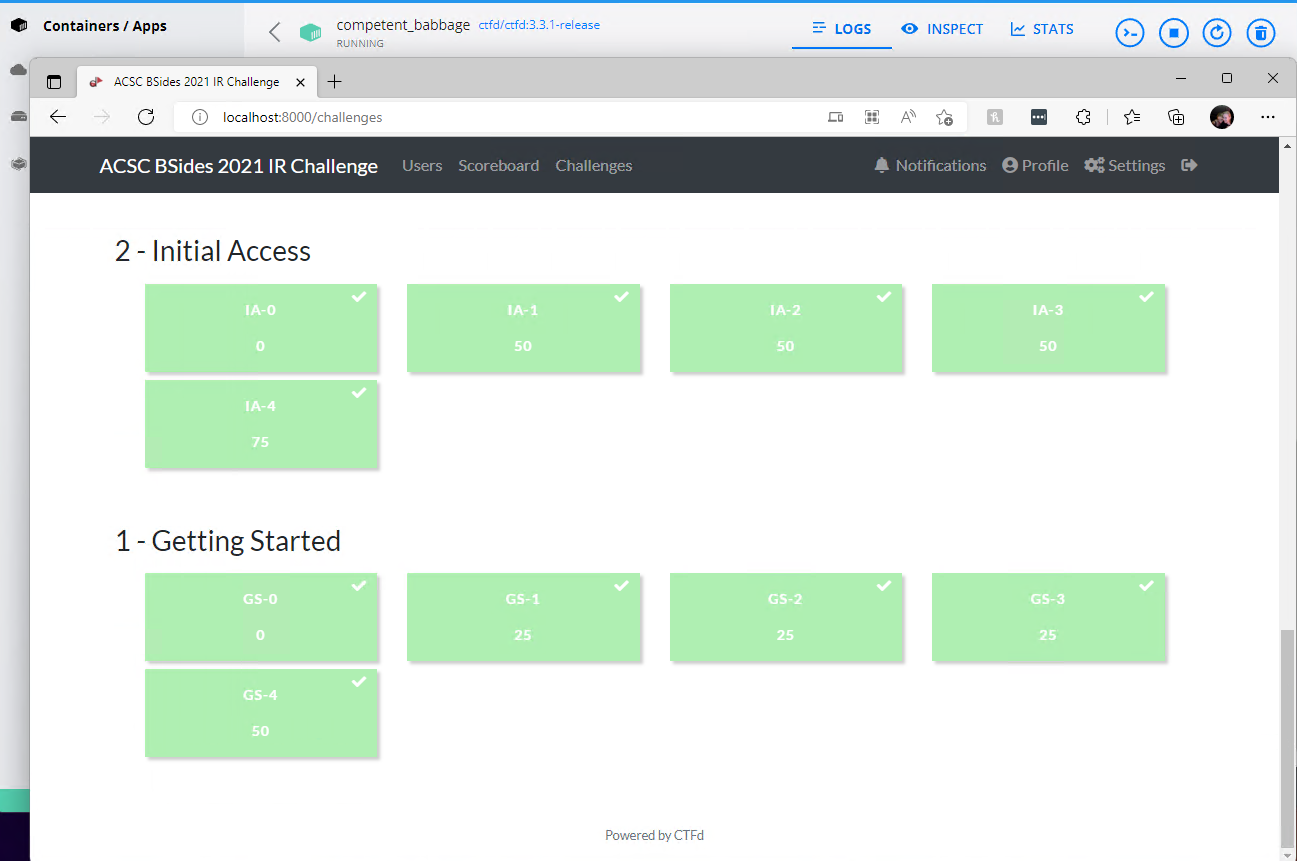 Containers / Apps
competent_babbage ctfd/ctfd:3.3.1-release
RUNNING
LOGS INSPECT STATS
ACSC BSides 2021 IR Challenge
localhost:8000/challenges
ACSC BSides 2021 IR Challenge Users Scoreboard Challenges Notifications Profile Settings
2 - Initial Access
IA-0 IA-1 IA-2 IA-3
0 50 50 50
IA-4
75
1 - Getting Started
GS-0 GS-1 GS-2 GS-3
0 25 25 25
GS-4
50
Powered by CTFd